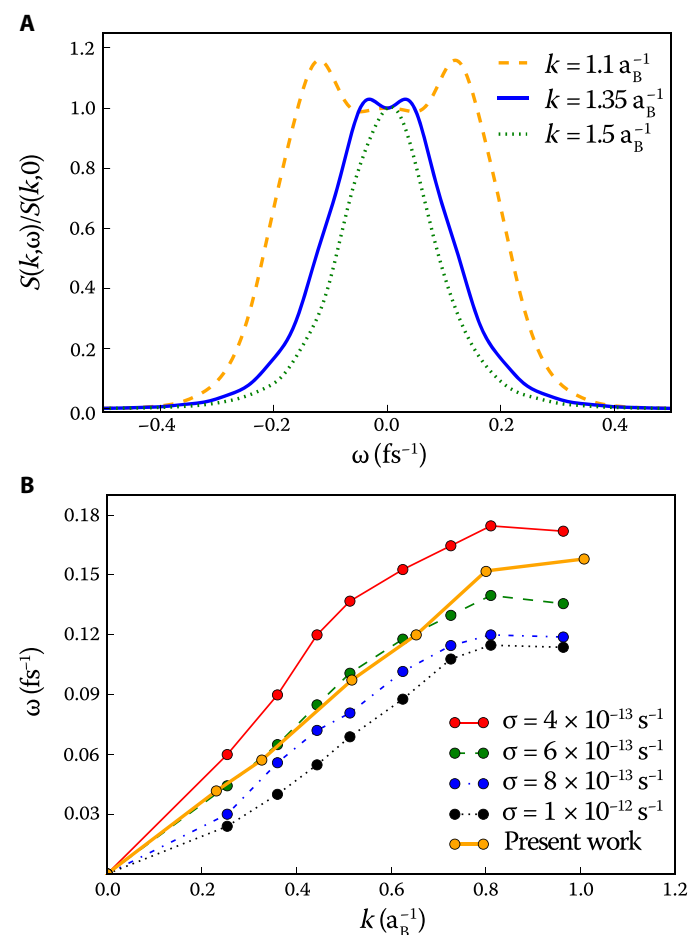 A
1.2
1.0
0.8
0.6
0.4
0.2
0.0
S(k,ω)/S(k,0)
k = 1.1 a_B^{−1}
k = 1.35 a_B^{−1}
k = 1.5 a_B^{−1}
−0.4 −0.2 0.0 0.2 0.4
ω (fs⁻¹)
B
0.18
0.15
0.12
0.09
0.06
0.03
ω (fs⁻¹)
σ = 4 × 10⁻¹³ s⁻¹
σ = 6 × 10⁻¹³ s⁻¹
σ = 8 × 10⁻¹³ s⁻¹
σ = 1 × 10⁻¹² s⁻¹
Present work
0.0 0.2 0.4 0.6 0.8 1.0 1.2
k (a_B^{−1})